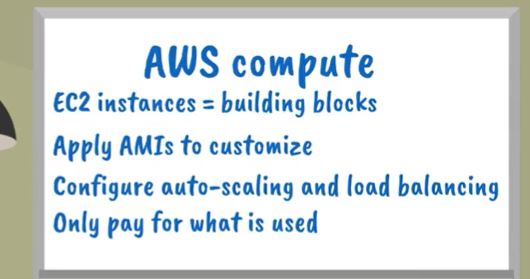 AWS compute
EC2 instances = building blocks
Apply AMIs to customize
Configure auto-scaling and load balancing
Only pay for what is used